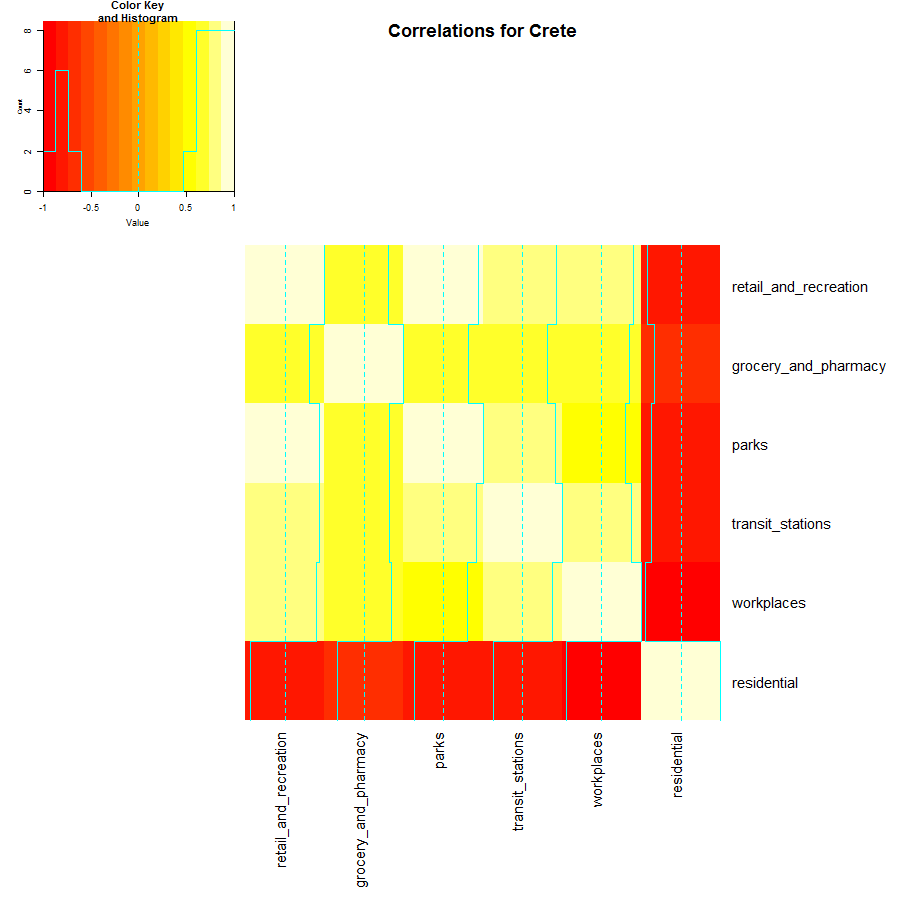 Color Key
and Histogram
Correlations for Crete
Count
0
2
4
6
8
-1
-0.5
0
0.5
1
Value
retail_and_recreation
grocery_and_pharmacy
parks
transit_stations
workplaces
residential
retail_and_recreation
grocery_and_pharmacy
parks
transit_stations
workplaces
residential